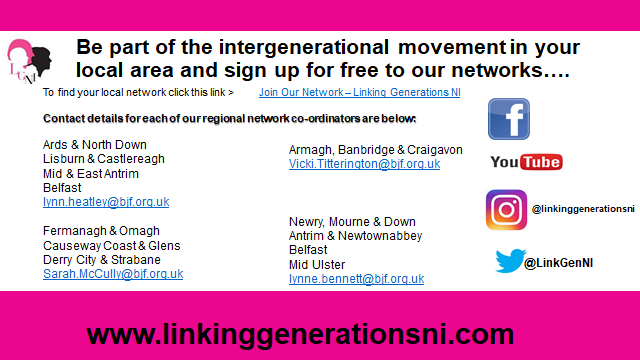 LGNI
Be part of the intergenerational movement in your
local area and sign up for free to our networks….
To find your local network click this link > Join Our Network – Linking Generations NI
Contact details for each of our regional network co-ordinators are below:
Ards & North Down
Lisburn & Castlereagh
Mid & East Antrim
Belfast
lynn.heatley@bjf.org.uk
Fermanagh & Omagh
Causeway Coast & Glens
Derry City & Strabane
Sarah.McCully@bjf.org.uk
Armagh, Banbridge & Craigavon
Vicki.Titterington@bjf.org.uk
Newry, Mourne & Down
Antrim & Newtownabbey
Belfast
Mid Ulster
lynne.bennett@bjf.org.uk
f
YouTube
@linkinggenerationsni
@LinkGenNI
www.linkinggenerationsni.com